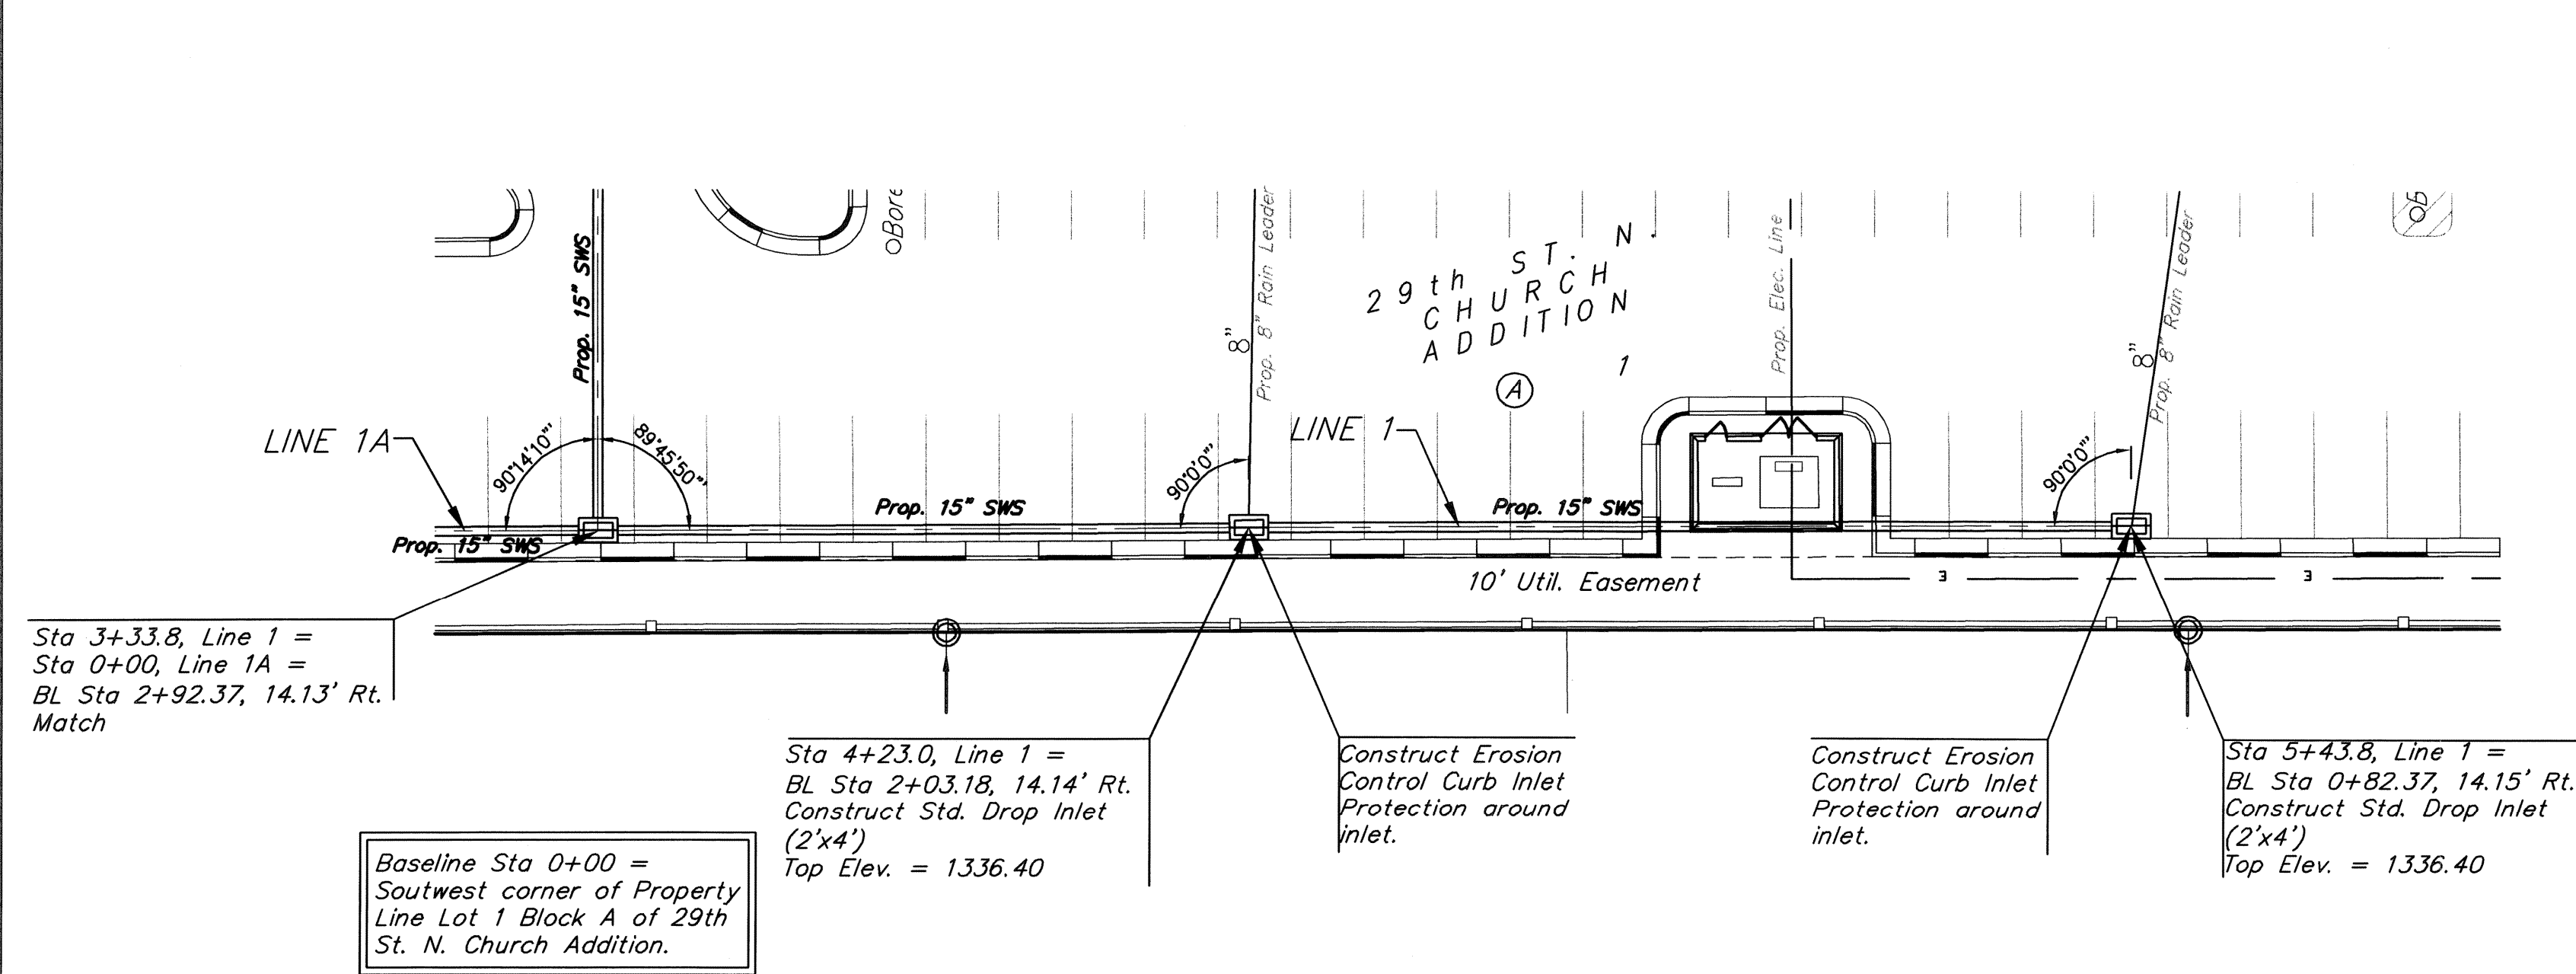 Bore
Prop. 15" SWS
Prop. 8" Rain Leader
8"
29th ST. N.
CHURCH
ADDITION
1
A
Prop. Elec. Line
Prop. 8" Rain Leader
8"
LINE 1A
90°14'10"
89°45'50"
90°0'0"
LINE 1
90°0'0"
Prop. 15" SWS
Prop. 15" SWS
Prop. 15" SWS
10' Util. Easement
E
E
Sta 3+33.8, Line 1 =
Sta 0+00, Line 1A =
BL Sta 2+92.37, 14.13' Rt.
Match
Sta 4+23.0, Line 1 =
BL Sta 2+03.18, 14.14' Rt.
Construct Std. Drop Inlet
(2'x4')
Top Elev. = 1336.40
Construct Erosion
Control Curb Inlet
Protection around
inlet.
Construct Erosion
Control Curb Inlet
Protection around
inlet.
Sta 5+43.8, Line 1 =
BL Sta 0+82.37, 14.15' Rt.
Construct Std. Drop Inlet
(2'x4')
Top Elev. = 1336.40
Baseline Sta 0+00 =
Soutwest corner of Property
Line Lot 1 Block A of 29th
St. N. Church Addition.